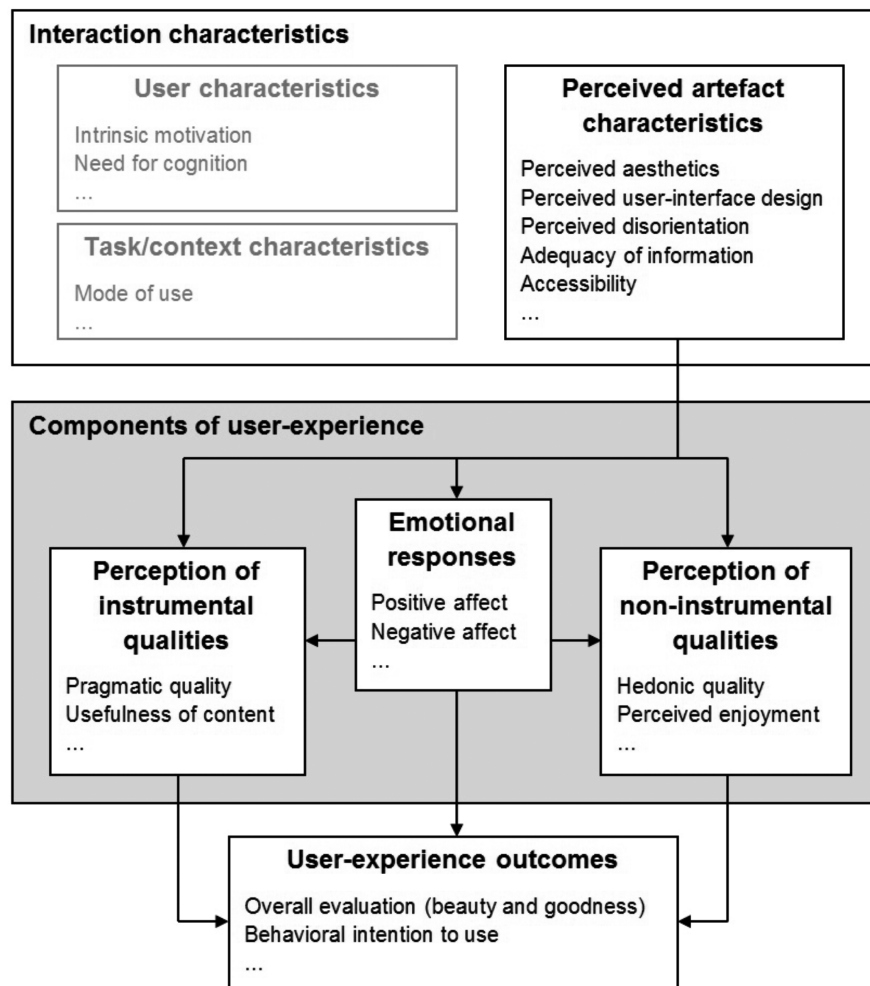 Interaction characteristics
User characteristics
Intrinsic motivation
Need for cognition
...
Task/context characteristics
Mode of use
...
Perceived artefact
characteristics
Perceived aesthetics
Perceived user-interface design
Perceived disorientation
Adequacy of information
Accessibility
...
Components of user-experience
Perception of
instrumental
qualities
Pragmatic quality
Usefulness of content
...
Emotional
responses
Positive affect
Negative affect
...
Perception of
non-instrumental
qualities
Hedonic quality
Perceived enjoyment
...
User-experience outcomes
Overall evaluation (beauty and goodness)
Behavioral intention to use
...